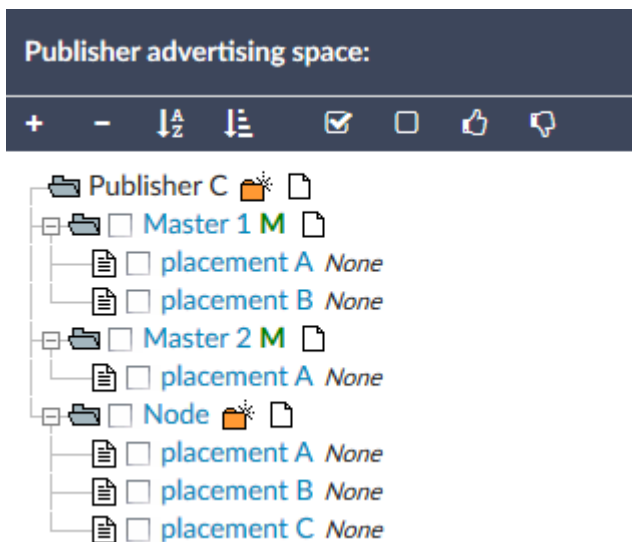 Publisher advertising space:
Publisher C
Master 1 M
placement A None
placement B None
Master 2 M
placement A None
Node
placement A None
placement B None
placement C None